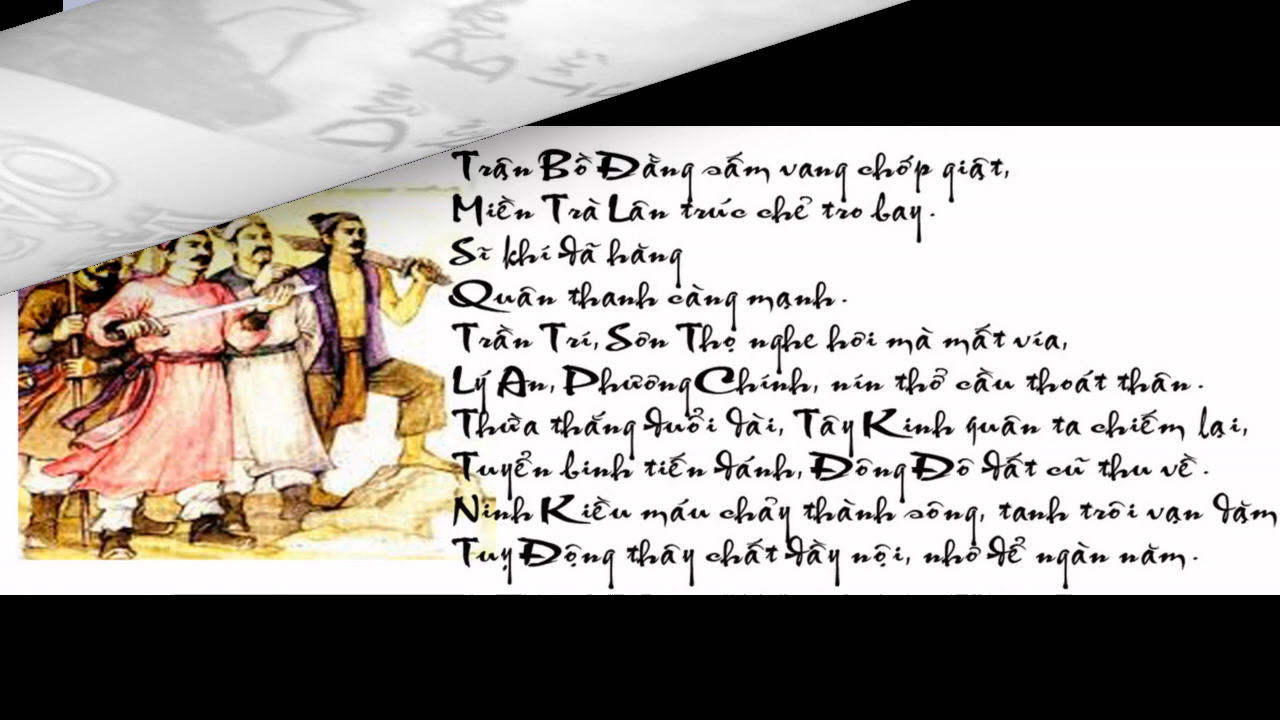 Trận Bồ Đằng sấm vang chớp giật,
Miền Trà Lân trúc chẻ tro bay.
Sĩ khí đã hăng
Quân thanh càng mạnh.
Trần Trí, Sơn Thọ nghe hơi mà mất vía,
Lý An, Phương Chính, nín thở cầu thoát thân.
Thừa thắng đuổi dài, Tây Kinh quân ta chiếm lại,
Tuyển binh tiến đánh, Đông Đô đất cũ thu về.
Ninh Kiều máu chảy thành sông, tanh trôi vạn dặm
Tuỵ Động thây chất đầy nội, nhơ để ngàn năm.